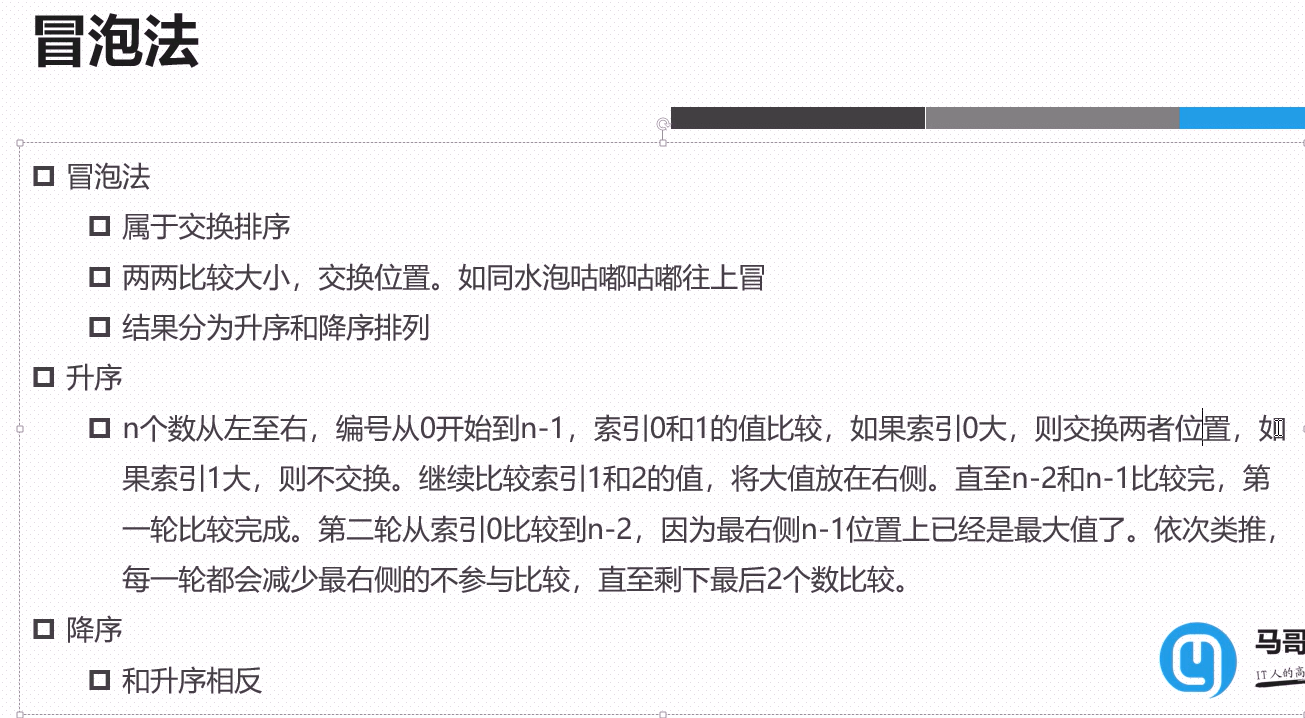 冒泡法
冒泡法
属于交换排序
两两比较大小，交换位置。如同水泡咕嘟咕嘟往上冒
结果分为升序和降序排列
升序
n个数从左至右，编号从0开始到n-1，索引0和1的值比较，如果索引0大，则交换两者位置，如
果索引1大，则不交换。继续比较索引1和2的值，将大值放在右侧。直至n-2和n-1比较完，第
一轮比较完成。第二轮从索引0比较到n-2，因为最右侧n-1位置上已经是最大值了。依次类推，
每一轮都会减少最右侧的不参与比较，直至剩下最后2个数比较。
降序
和升序相反
马哥
IT人的高